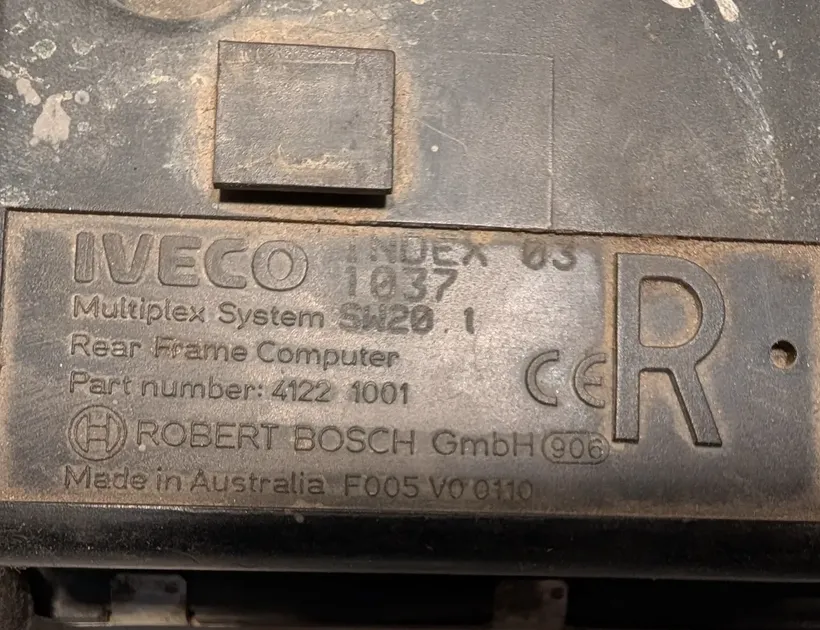 IVECO INDEX 03
1037
Multiplex System SW20.1
Rear Frame Computer
Part number: 4122 1001
CE
R
ROBERT BOSCH GmbH 906
Made in Australia F005 V0 0110